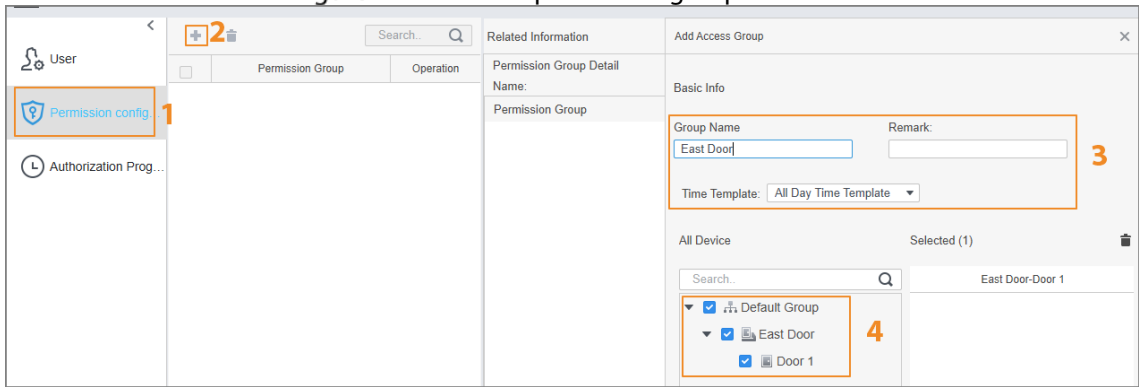 User
Permission config...
Authorization Prog...
1
2
Search..
Permission Group
Operation
Related Information
Permission Group Detail
Name:
Permission Group
Add Access Group
Basic Info
Group Name
Remark:
East Door
3
Time Template:
All Day Time Template
All Device
Selected (1)
Search..
East Door-Door 1
Default Group
East Door
Door 1
4